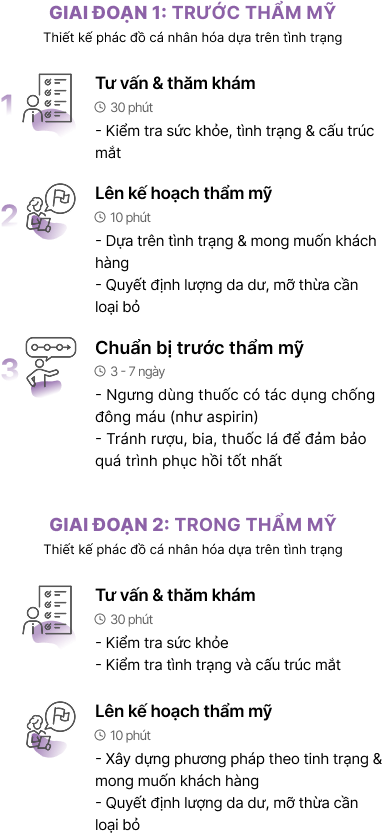 GIAI ĐOẠN 1: TRƯỚC THẨM MỸ
Thiết kế phác đồ cá nhân hóa dựa trên tình trạng
1
Tư vấn & thăm khám
30 phút
- Kiểm tra sức khỏe, tình trạng & cấu trúc
mắt
2
Lên kế hoạch thẩm mỹ
10 phút
- Dựa trên tình trạng & mong muốn khách
hàng
- Quyết định lượng da dư, mỡ thừa cần
loại bỏ
3
Chuẩn bị trước thẩm mỹ
3 - 7 ngày
- Ngưng dùng thuốc có tác dụng chống
đông máu (như aspirin)
- Tránh rượu, bia, thuốc lá để đảm bảo
quá trình phục hồi tốt nhất
GIAI ĐOẠN 2: TRONG THẨM MỸ
Thiết kế phác đồ cá nhân hóa dựa trên tình trạng
Tư vấn & thăm khám
30 phút
- Kiểm tra sức khỏe
- Kiểm tra tình trạng và cấu trúc mắt
Lên kế hoạch thẩm mỹ
10 phút
- Xây dựng phương pháp theo tinh trạng &
mong muốn khách hàng
- Quyết định lượng da dư, mỡ thừa cần
loại bỏ